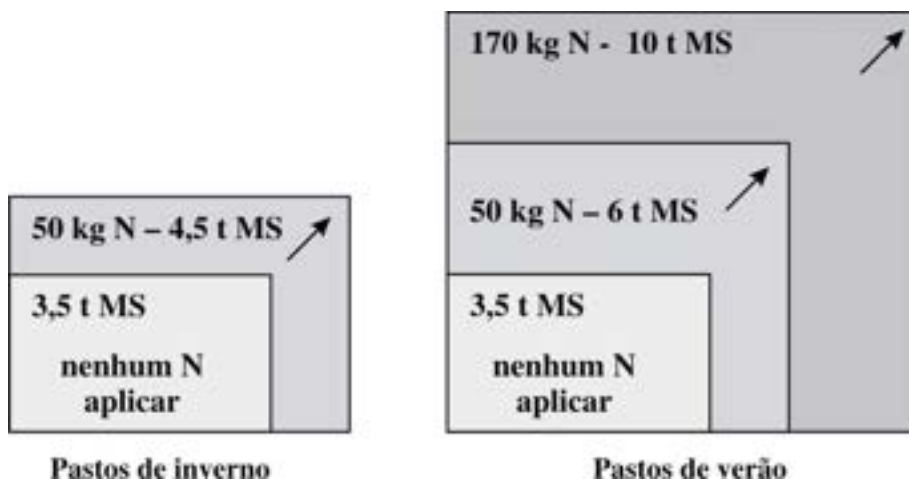 50 kg N – 4,5 t MS
3,5 t MS
nenhum N
aplicar
Pastos de inverno
170 kg N - 10 t MS
50 kg N – 6 t MS
3,5 t MS
nenhum N
aplicar
Pastos de verão